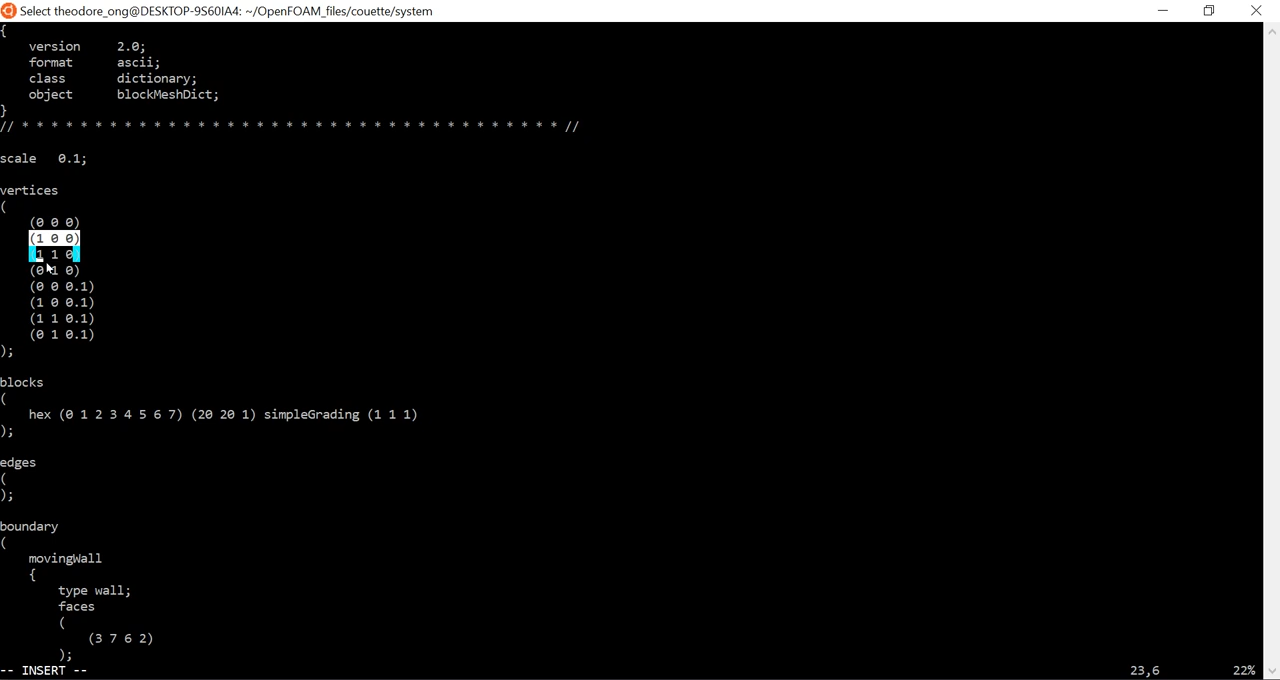 Select theodore_ong@DESKTOP-9S60IA4: ~/OpenFOAM_files/couette/system
{
    version     2.0;
    format      ascii;
    class       dictionary;
    object      blockMeshDict;
}
// * * * * * * * * * * * * * * * * * * * * * * * * * * * * * * * * * * * * * //
scale   0.1;
vertices
(
    (0 0 0)
    (1 0 0)
    (1 1 0)
    (0 1 0)
    (0 0 0.1)
    (1 0 0.1)
    (1 1 0.1)
    (0 1 0.1)
);
blocks
(
    hex (0 1 2 3 4 5 6 7) (20 20 1) simpleGrading (1 1 1)
);
edges
(
);
boundary
(
    movingWall
    {
        type wall;
        faces
        (
            (3 7 6 2)
        );
-- INSERT --                                        23,6          22%